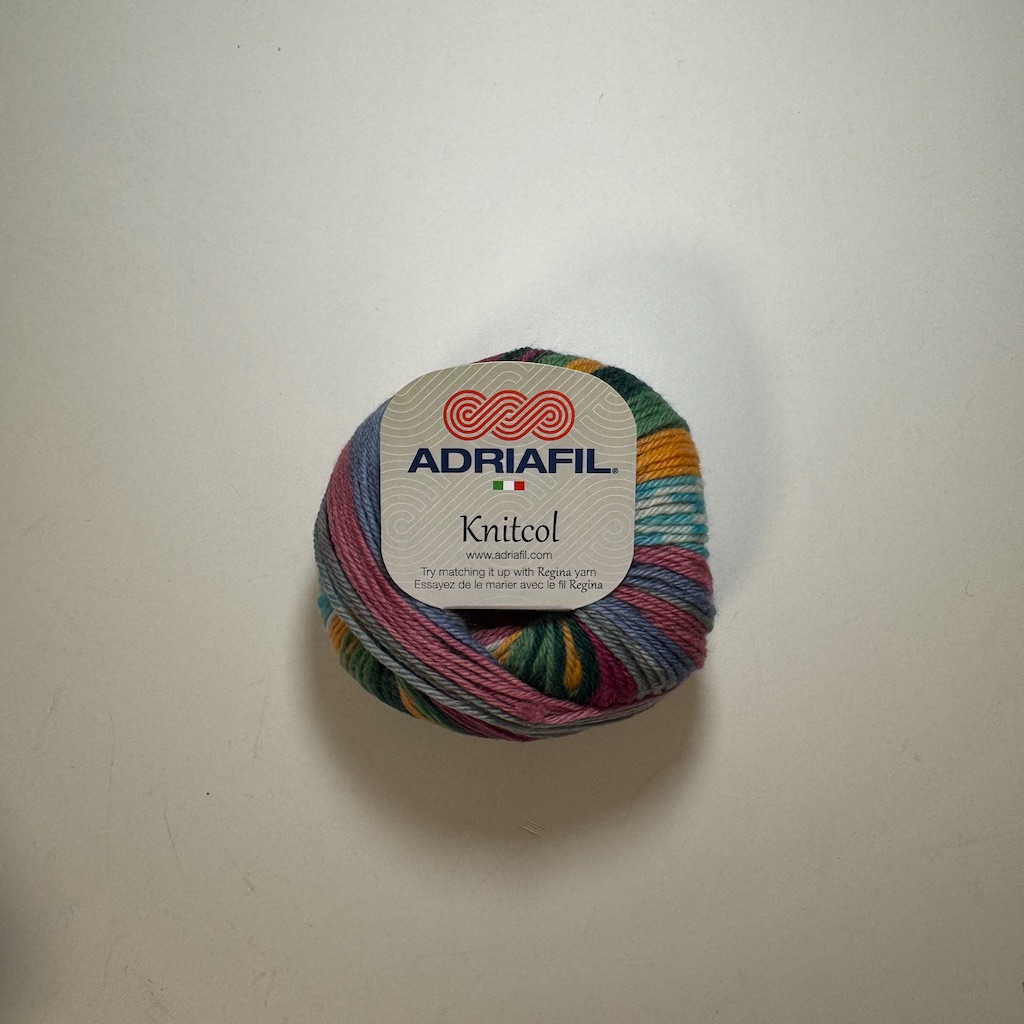 ADRIAFIL®
Knitcol
www.adriafil.com
Try matching it up with Regina yarn
Essayez de le marier avec le fil Regina